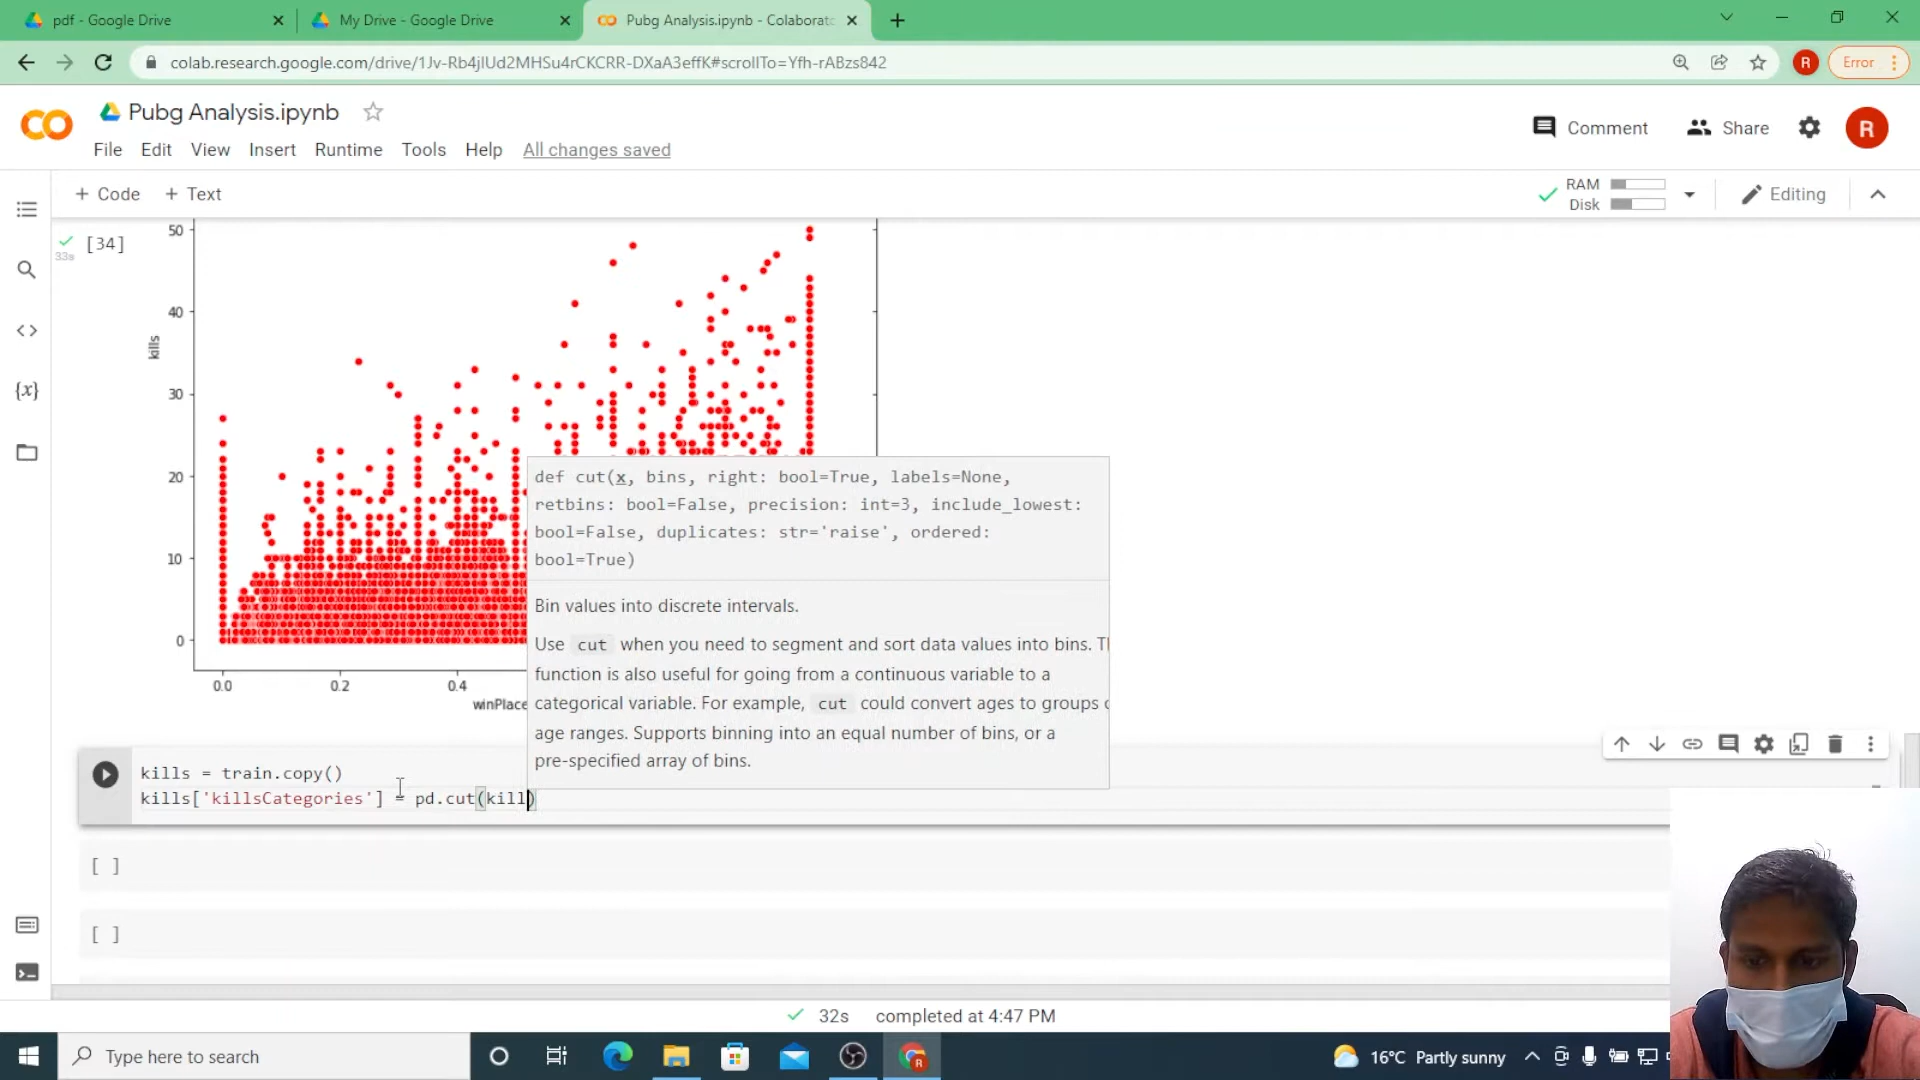 pdf - Google Drive
My Drive - Google Drive
Pubg Analysis.ipynb - Colaborato
colab.research.google.com/drive/1Jv-Rb4jlUd2MHSu4rCKCRR-DXaA3effK#scrollTo=Yfh-rABzs842
R
Error
CO
Pubg Analysis.ipynb
File Edit View Insert Runtime Tools Help All changes saved
Comment
Share
R
+ Code + Text
RAM
Disk
Editing
[34]
33s
50
40
30
20
10
0
kills
0.0 0.2 0.4
winPlace
def cut(x, bins, right: bool=True, labels=None,
retbins: bool=False, precision: int=3, include_lowest:
bool=False, duplicates: str='raise', ordered:
bool=True)
Bin values into discrete intervals.
Use cut when you need to segment and sort data values into bins. Th
function is also useful for going from a continuous variable to a
categorical variable. For example, cut could convert ages to groups o
age ranges. Supports binning into an equal number of bins, or a
pre-specified array of bins.
kills = train.copy()
kills['killsCategories'] = pd.cut(kill)
[ ]
[ ]
32s completed at 4:47 PM
Type here to search
16°C Partly sunny